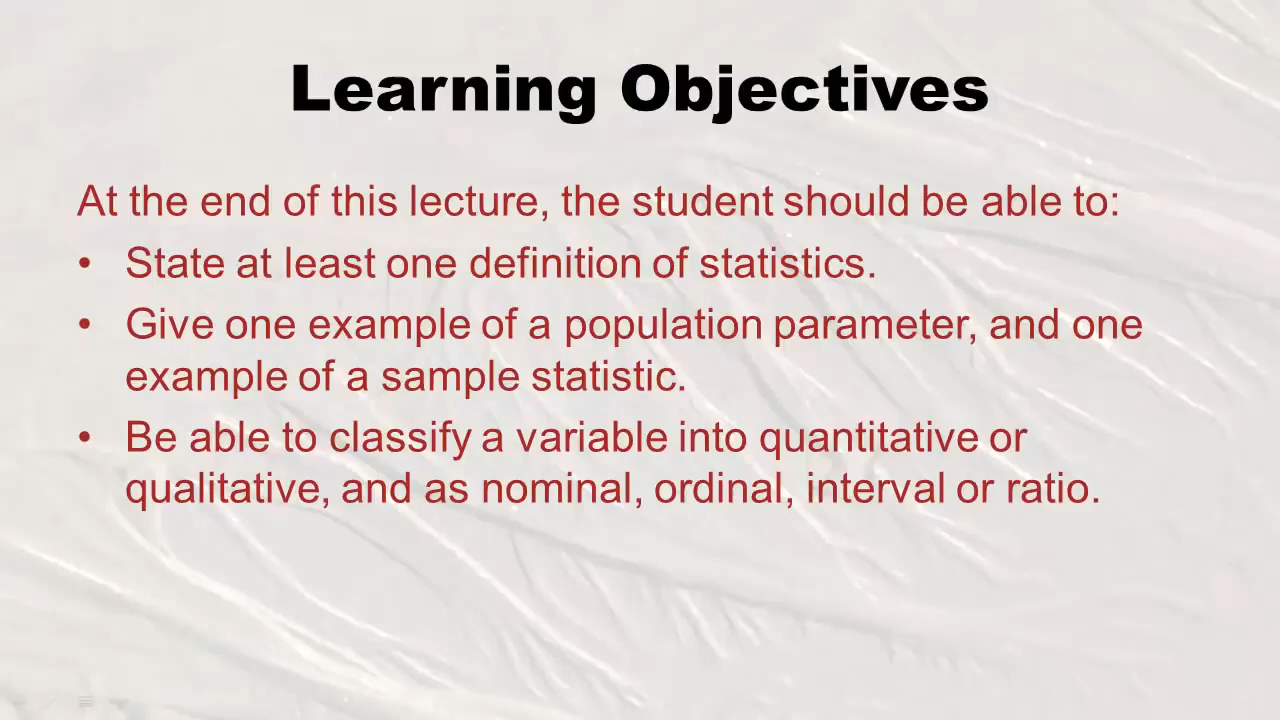 Learning Objectives
At the end of this lecture, the student should be able to:
• State at least one definition of statistics.
• Give one example of a population parameter, and one
example of a sample statistic.
• Be able to classify a variable into quantitative or
qualitative, and as nominal, ordinal, interval or ratio.